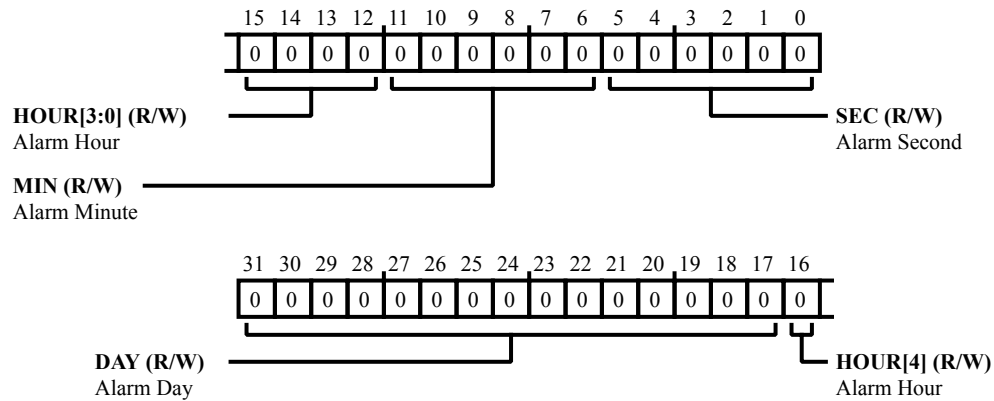 15 14 13 12 11 10 9 8 7 6 5 4 3 2 1 0
0 0 0 0 0 0 0 0 0 0 0 0 0 0 0 0
HOUR[3:0] (R/W)
Alarm Hour
SEC (R/W)
Alarm Second
MIN (R/W)
Alarm Minute
31 30 29 28 27 26 25 24 23 22 21 20 19 18 17 16
0 0 0 0 0 0 0 0 0 0 0 0 0 0 0 0
DAY (R/W)
Alarm Day
HOUR[4] (R/W)
Alarm Hour